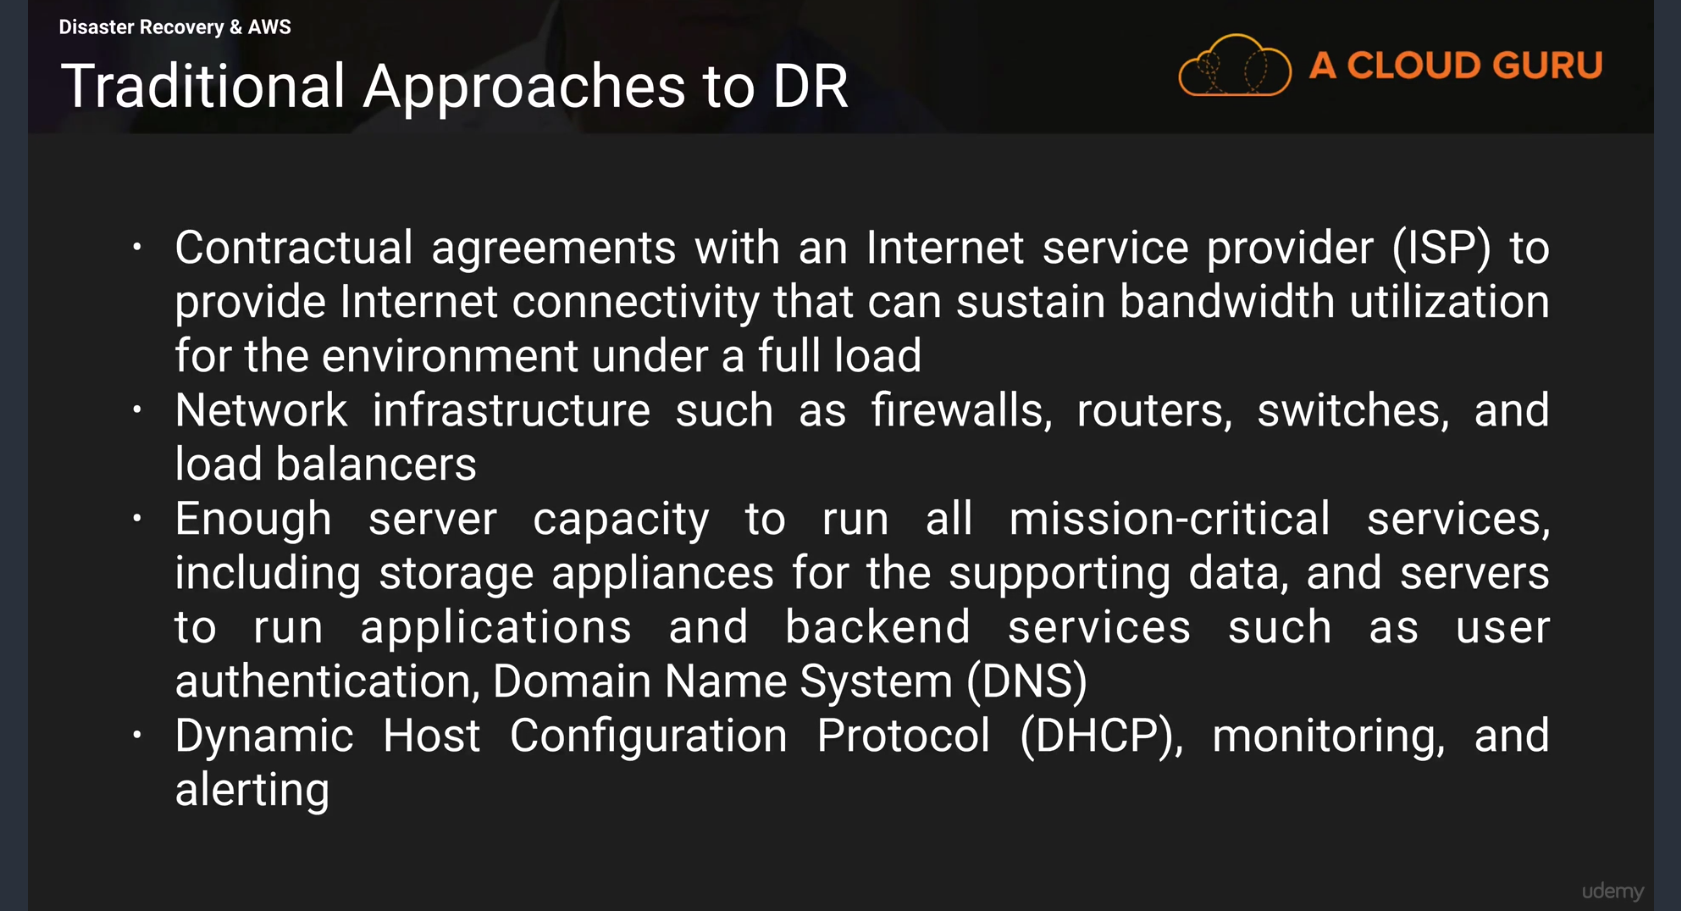 Disaster Recovery & AWS
Traditional Approaches to DR
A CLOUD GURU
• Contractual agreements with an Internet service provider (ISP) to
provide Internet connectivity that can sustain bandwidth utilization
for the environment under a full load
• Network infrastructure such as firewalls, routers, switches, and
load balancers
• Enough server capacity to run all mission-critical services,
including storage appliances for the supporting data, and servers
to run applications and backend services such as user
authentication, Domain Name System (DNS)
• Dynamic Host Configuration Protocol (DHCP), monitoring, and
alerting
udemy